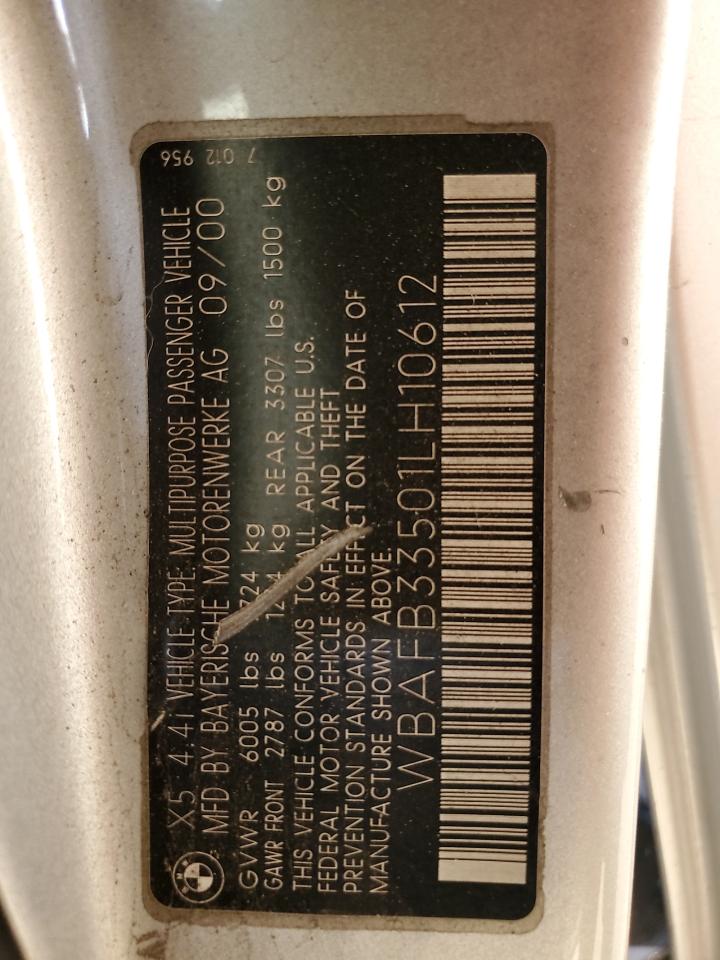 X5 4.4i VEHICLE TYPE: MULTIPURPOSE PASSENGER VEHICLE
MFD BY BAYERISCHE MOTORENWERKE AG 09/00
GVWR 6005 lbs kg
GAWR FRONT 2787 lbs kg REAR 3307 lbs 1500 kg
THIS VEHICLE CONFORMS TO ALL APPLICABLE U.S.
FEDERAL MOTOR VEHICLE SAFETY AND THEFT
PREVENTION STANDARDS IN EFFECT ON THE DATE OF
MANUFACTURE SHOWN ABOVE.
WBAFB33501LH10612
7 012 956